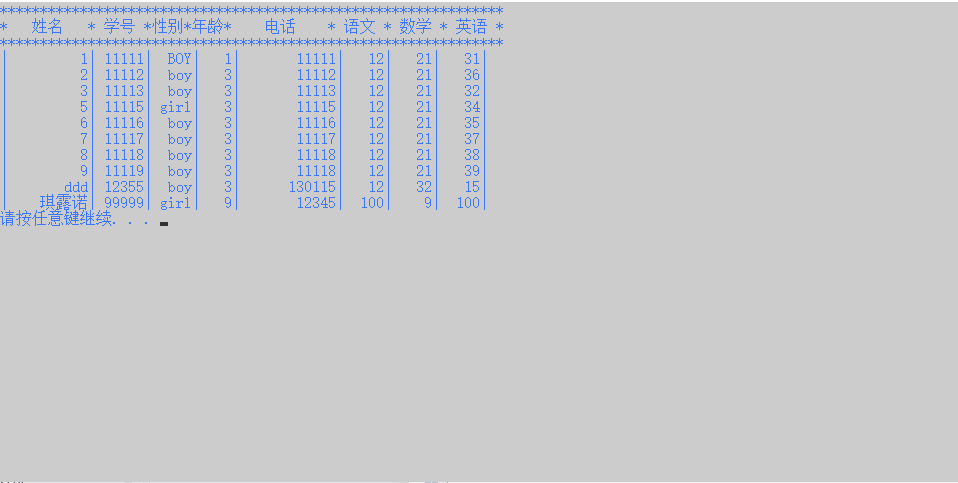 ***************************************************************
* 姓名 * 学号 *性别*年龄* 电话 * 语文 * 数学 * 英语 *
***************************************************************
| 1| 11111| BOY| 1| 11111| 12| 21| 31|
| 2| 11112| boy| 3| 11112| 12| 21| 36|
| 3| 11113| boy| 3| 11113| 12| 21| 32|
| 5| 11115| girl| 3| 11115| 12| 21| 34|
| 6| 11116| boy| 3| 11116| 12| 21| 35|
| 7| 11117| boy| 3| 11117| 12| 21| 37|
| 8| 11118| boy| 3| 11118| 12| 21| 38|
| 9| 11119| boy| 3| 11118| 12| 21| 39|
| ddd| 12355| boy| 3| 130115| 12| 32| 15|
| 琪露诺| 99999| girl| 9| 12345| 100| 9| 100|
请按任意键继续. . .